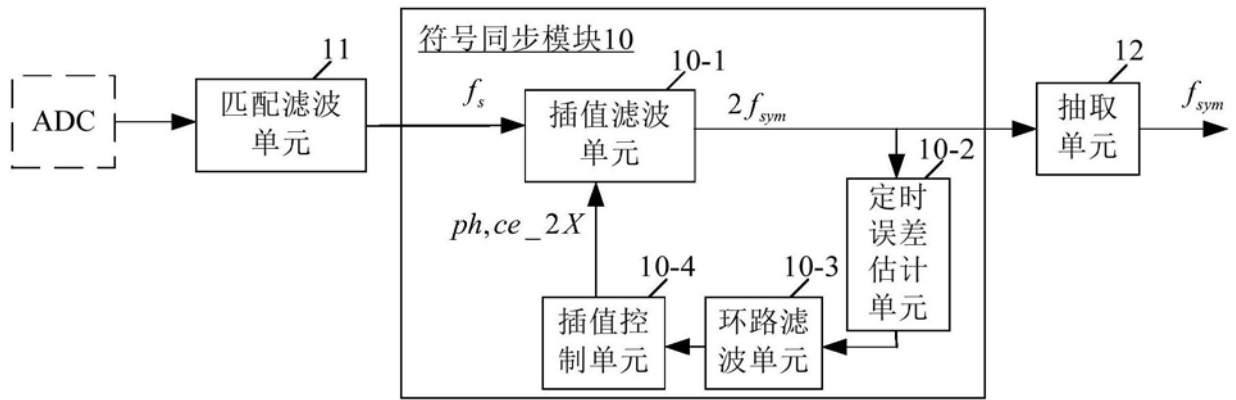 符号同步模块10
11
10-1
12
ADC
匹配滤波
单元
f_s
插值滤波
单元
2f_sym
抽取
单元
f_sym
10-2
定时
误差
估计
单元
ph,ce_2X
10-4
10-3
插值控
制单元
环路滤
波单元